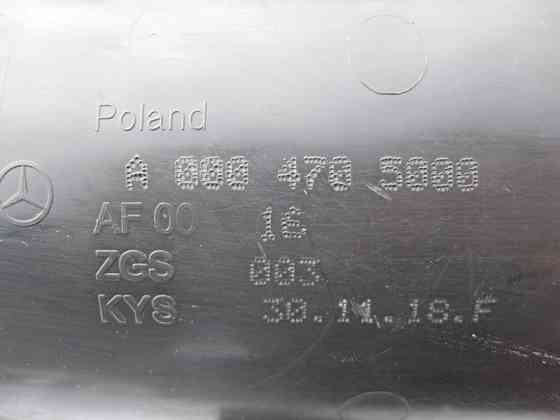 Poland
A 000 470 5000
AF 00 16
ZGS 003
KYS 30.11.18.F